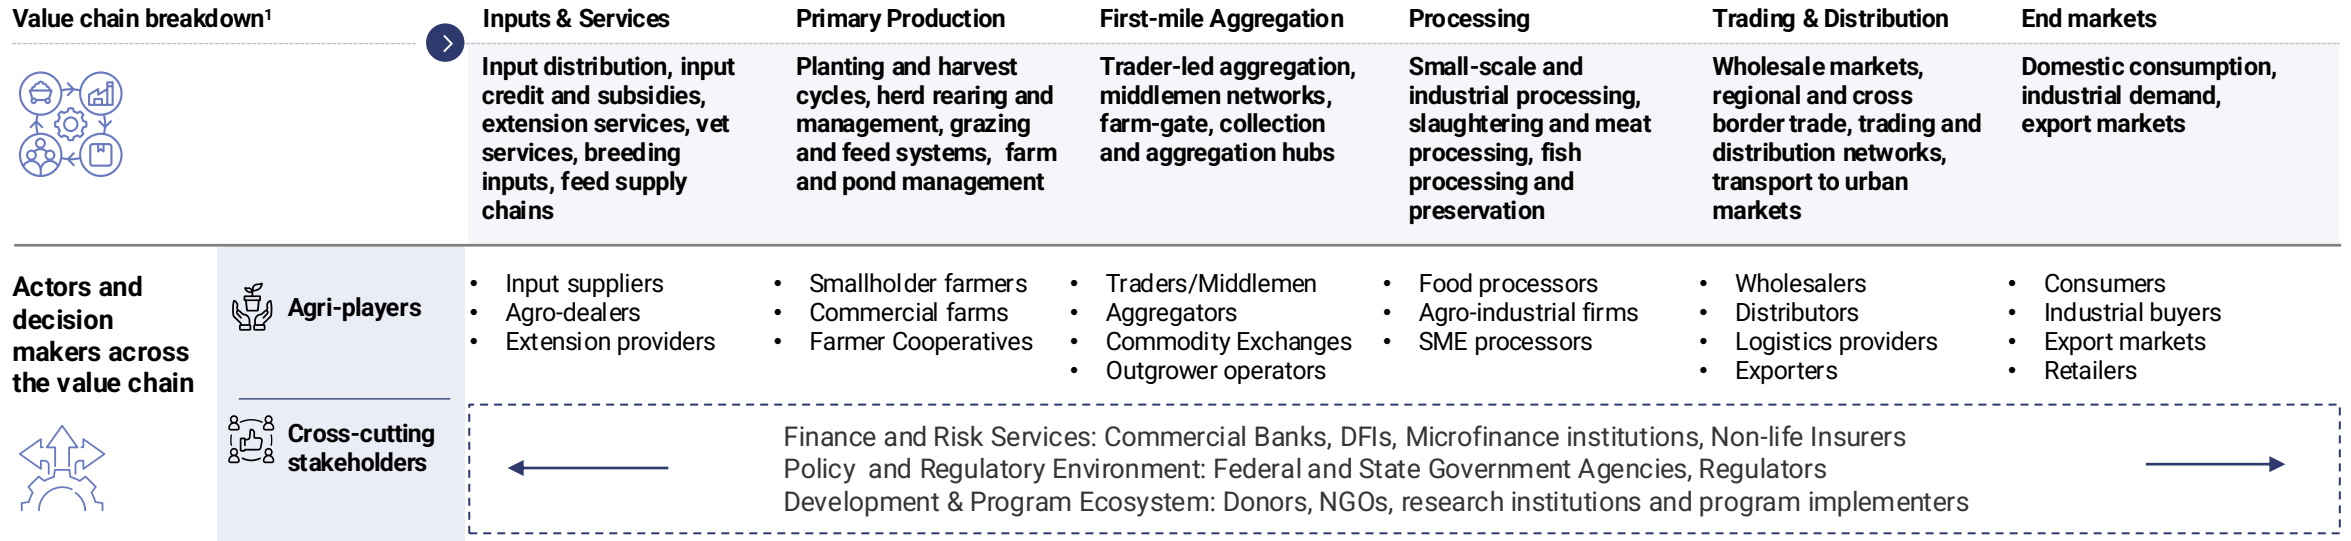 Value chain breakdown¹
Inputs & Services
Primary Production
First-mile Aggregation
Processing
Trading & Distribution
End markets
Input distribution, input
credit and subsidies,
extension services, vet
services, breeding
inputs, feed supply
chains
Planting and harvest
cycles, herd rearing and
management, grazing
and feed systems, farm
and pond management
Trader-led aggregation,
middlemen networks,
farm-gate, collection
and aggregation hubs
Small-scale and
industrial processing,
slaughtering and meat
processing, fish
processing and
preservation
Wholesale markets,
regional and cross
border trade, trading and
distribution networks,
transport to urban
markets
Domestic consumption,
industrial demand,
export markets
Actors and
decision
makers across
the value chain
Agri-players
• Input suppliers
• Agro-dealers
• Extension providers
• Smallholder farmers
• Commercial farms
• Farmer Cooperatives
• Traders/Middlemen
• Aggregators
• Commodity Exchanges
• Outgrower operators
• Food processors
• Agro-industrial firms
• SME processors
• Wholesalers
• Distributors
• Logistics providers
• Exporters
• Consumers
• Industrial buyers
• Export markets
• Retailers
Cross-cutting
stakeholders
Finance and Risk Services: Commercial Banks, DFIs, Microfinance institutions, Non-life Insurers
Policy and Regulatory Environment: Federal and State Government Agencies, Regulators
Development & Program Ecosystem: Donors, NGOs, research institutions and program implementers